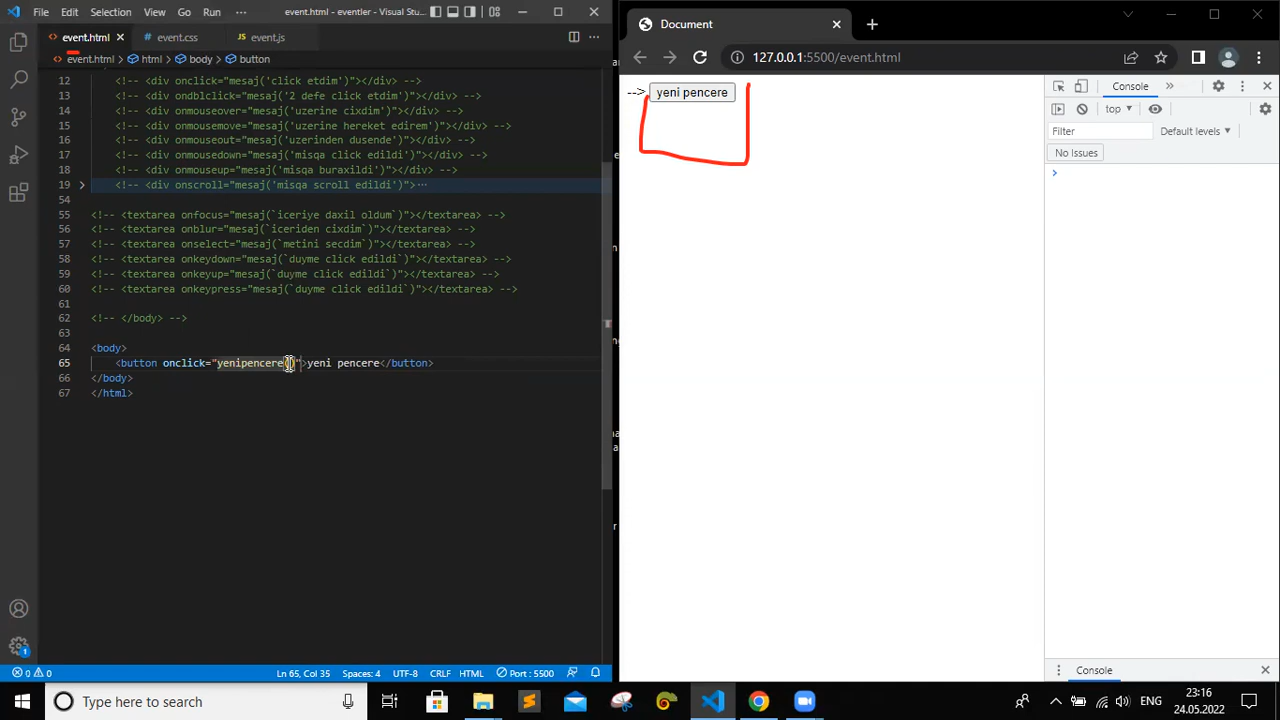 File Edit Selection View Go Run ··· event.html - eventler - Visual Stu...
event.html event.css event.js
event.html > html > body > button
12 <!-- <div onclick="mesaj('click etdim')"></div> -->
13 <!-- <div ondblclick="mesaj('2 defe click etdim')"></div> -->
14 <!-- <div onmouseover="mesaj('uzerine cixdim')"></div> -->
15 <!-- <div onmousemove="mesaj('uzerine hereket edirem')"></div> -->
16 <!-- <div onmouseout="mesaj('uzerinden dusende')"></div> -->
17 <!-- <div onmousedown="mesaj('misqa click edildi')"></div> -->
18 <!-- <div onmouseup="mesaj('misqa buraxildi')"></div> -->
19 <!-- <div onscroll="mesaj('misqa scroll edildi')">···
54
55 <!-- <textarea onfocus="mesaj(`iceriye daxil oldum`)"></textarea> -->
56 <!-- <textarea onblur="mesaj(`iceriden cixdim`)"></textarea> -->
57 <!-- <textarea onselect="mesaj(`metini secdim`)"></textarea> -->
58 <!-- <textarea onkeydown="mesaj(`duyme click edildi`)"></textarea> -->
59 <!-- <textarea onkeyup="mesaj(`duyme click edildi`)"></textarea> -->
60 <!-- <textarea onkeypress="mesaj(`duyme click edildi`)"></textarea> -->
61
62 <!-- </body> -->
63
64 <body>
65 <button onclick="yenipencere()">yeni pencere</button>
66 </body>
67 </html>
0 0 Ln 65, Col 35 Spaces: 4 UTF-8 CRLF HTML Port : 5500
Document
127.0.0.1:5500/event.html
--> yeni pencere
Console
top
Filter Default levels
No Issues
Console
Type here to search
ENG
23:16
24.05.2022